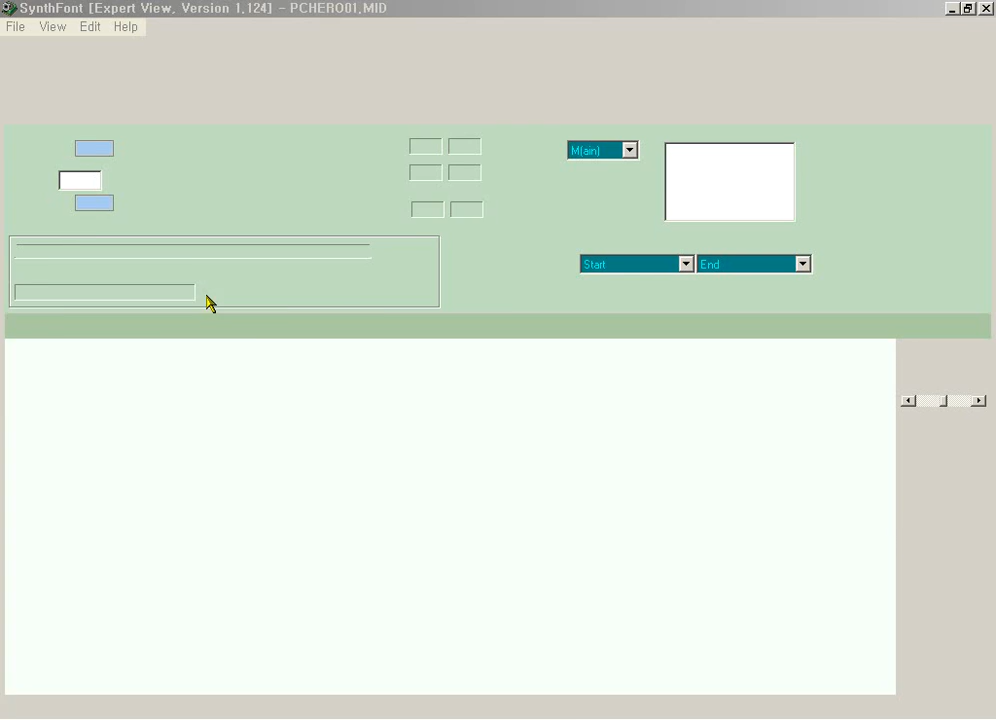 SynthFont [Expert View, Version 1.124] - PCHERO01.MID
File View Edit Help
M(ain)
Start End